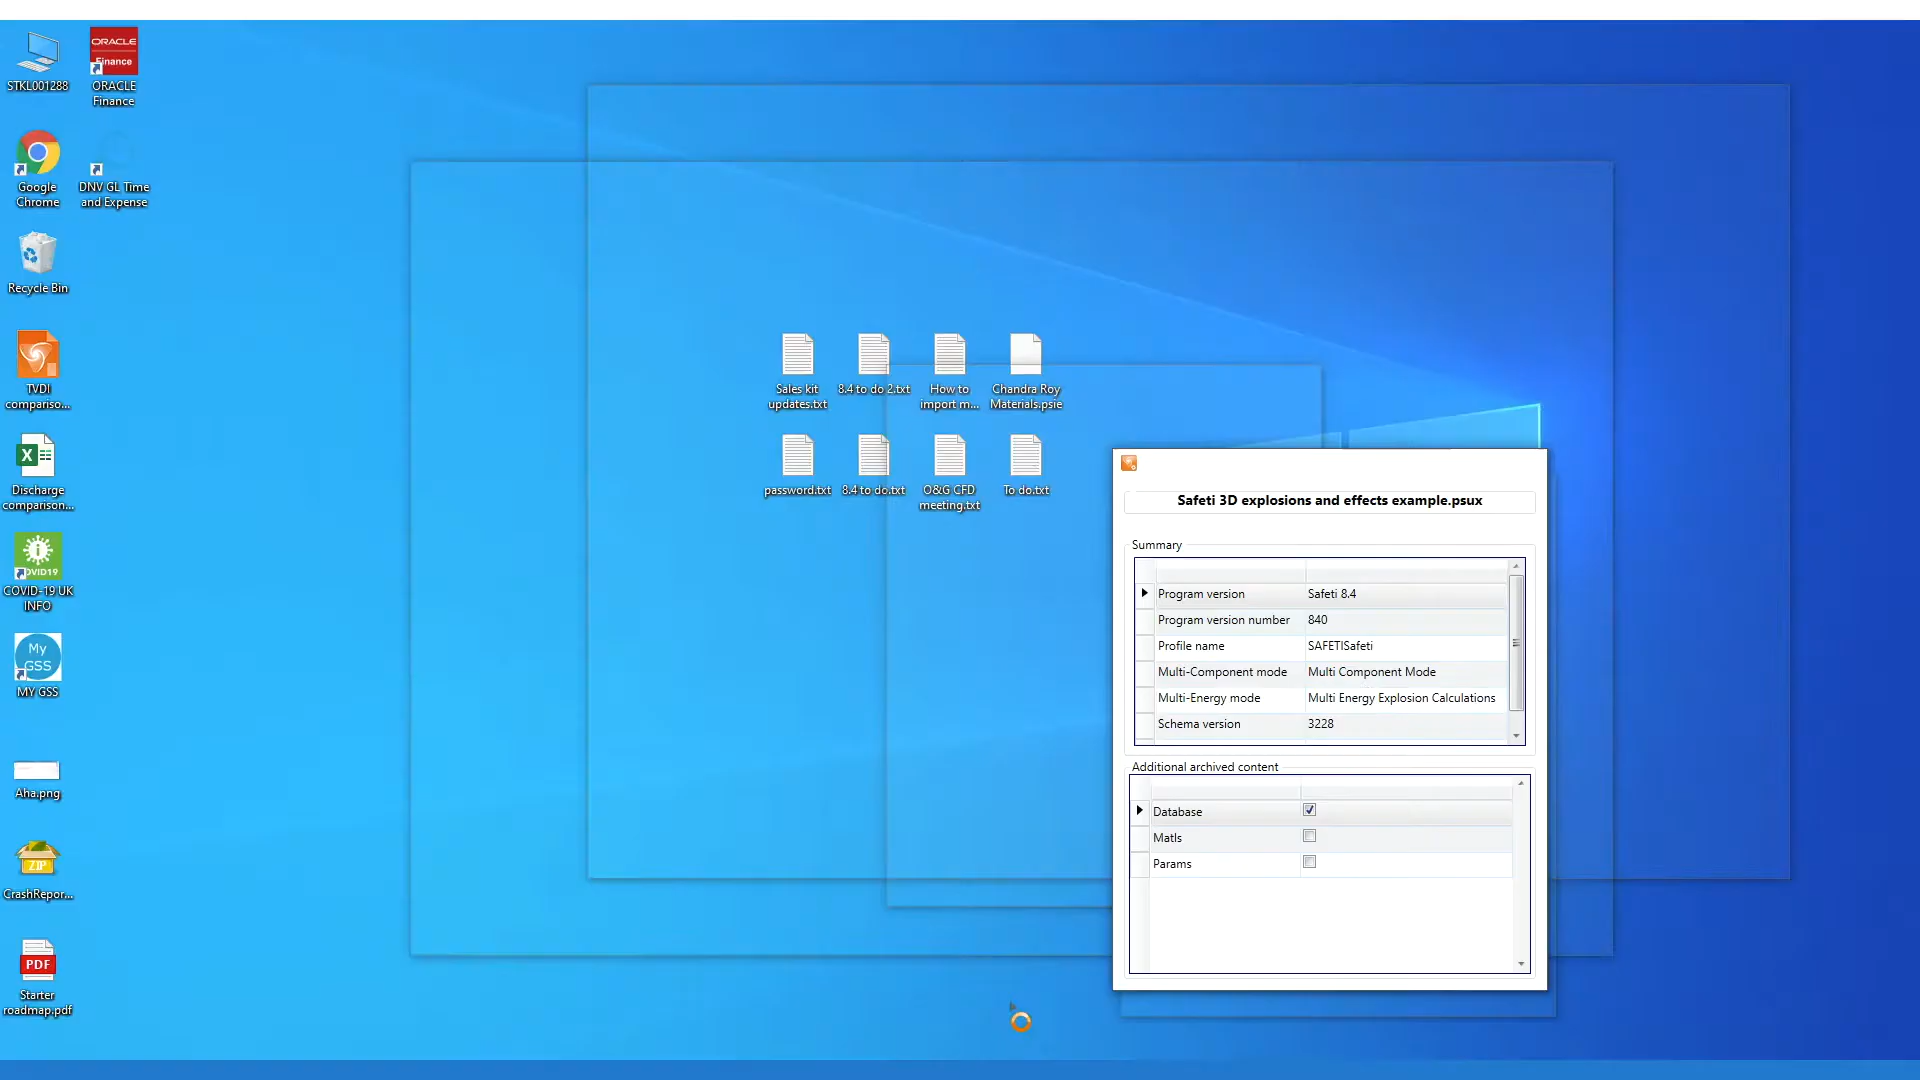 STKL001288
ORACLE
Finance
ORACLE
Finance
Google
Chrome
DNV GL Time
and Expense
Recycle Bin
TVDI
compariso...
X
Discharge
comparison...
OVID19
COVID-19 UK
INFO
My
GSS
MY GSS
Aha.png
ZIP
CrashRepor...
PDF
Starter
roadmap.pdf
Sales kit
updates.txt
8.4 to do 2.txt
How to
import m...
Chandra Roy
Materials.psie
password.txt
8.4 to do.txt
O&G CFD
meeting.txt
To do.txt
Safeti 3D explosions and effects example.psux
Summary
Program version Safeti 8.4
Program version number 840
Profile name SAFETISafeti
Multi-Component mode Multi Component Mode
Multi-Energy mode Multi Energy Explosion Calculations
Schema version 3228
Additional archived content
Database
Matls
Params